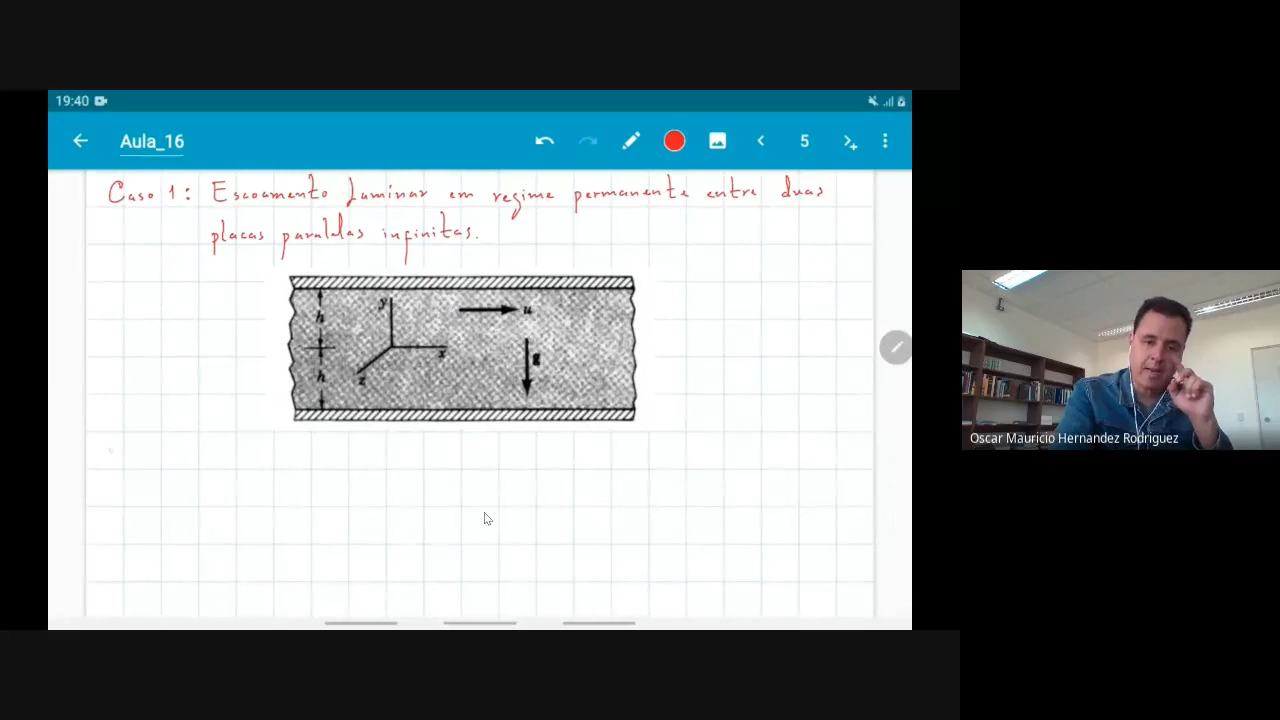 19:40
Aula_16
5
Caso 1: Escoamento Laminar em regime permanente entre duas
placas paralelas infinitas.
y
u
h
x
g
h
z
Oscar Mauricio Hernandez Rodriguez